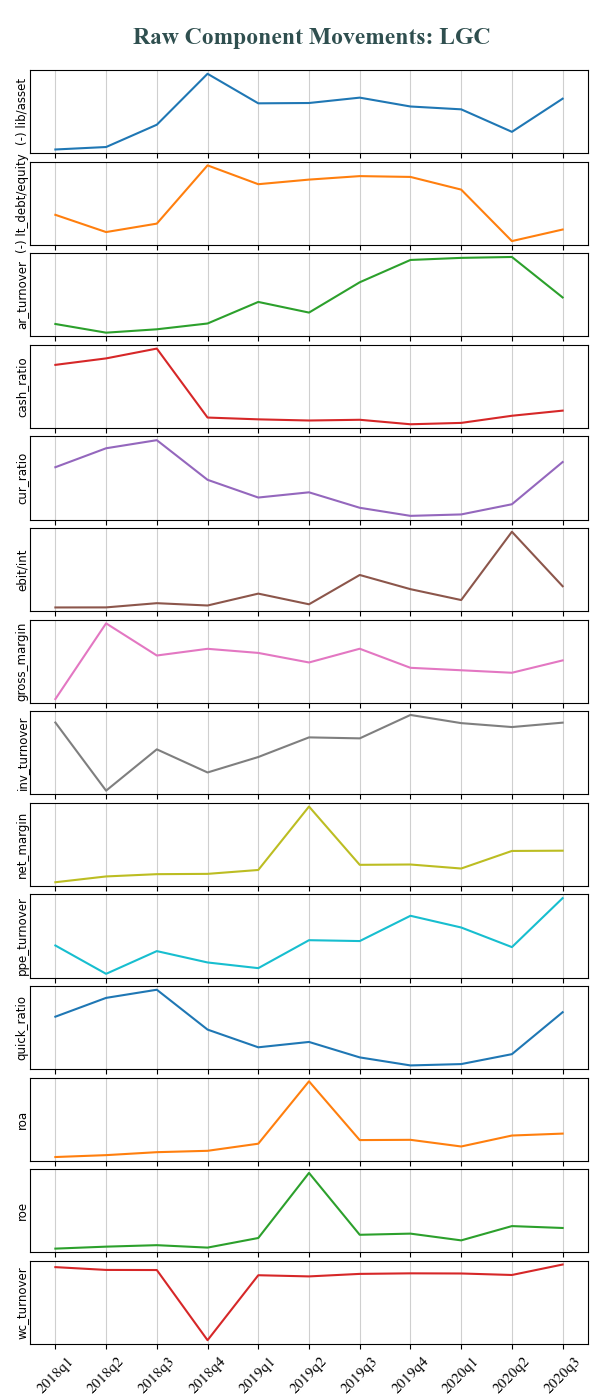 Raw Component Movements: LGC
(-) lib/asset
(-) lt_debt/equity
ar_turnover
cash_ratio
cur_ratio
ebit/int
gross_margin
inv_turnover
net_margin
ppe_turnover
quick_ratio
roa
roe
wc_turnover
2018q1 2018q2 2018q3 2018q4 2019q1 2019q2 2019q3 2019q4 2020q1 2020q2 2020q3